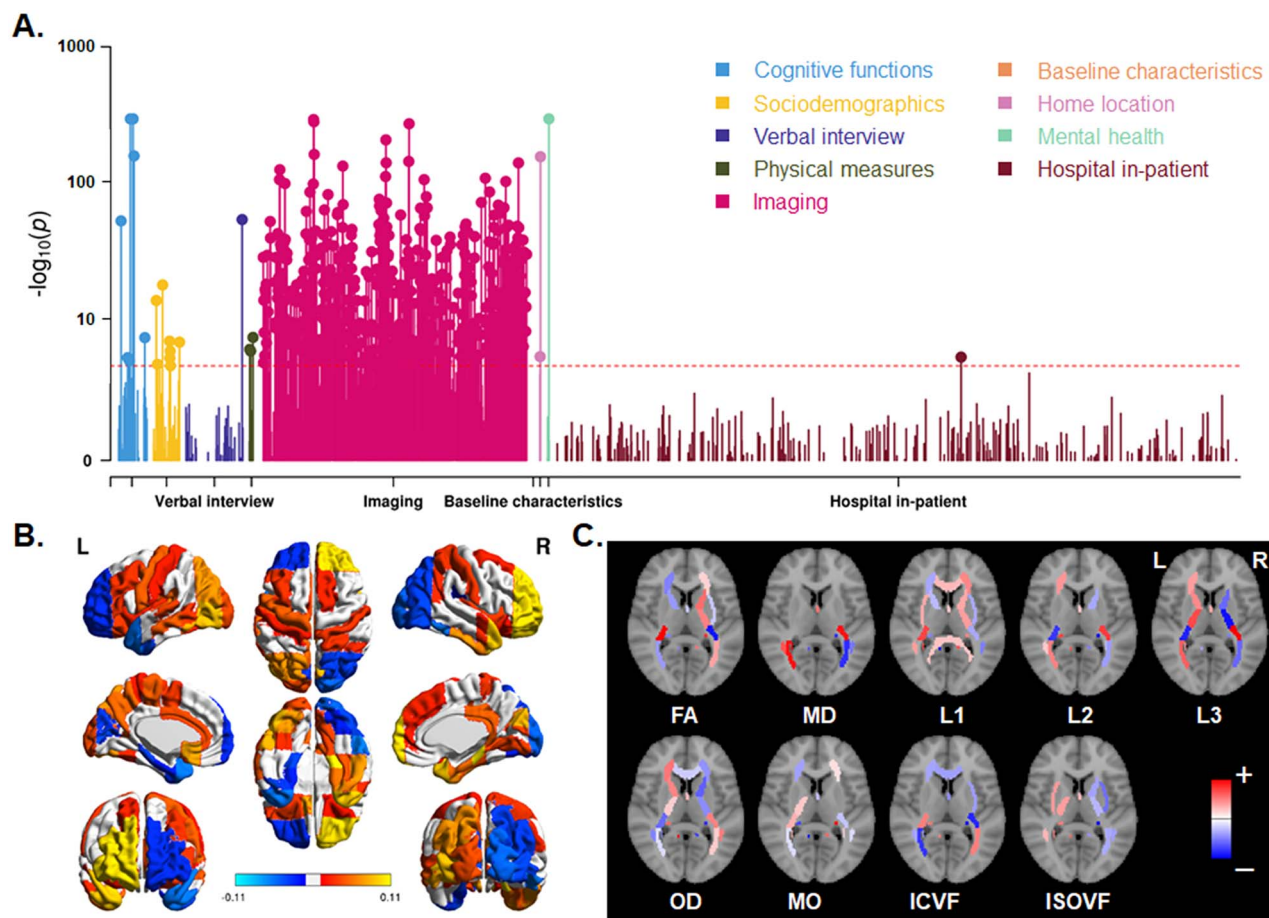 A.
1000
100
10
0
-log10(p)
Cognitive functions
Sociodemographics
Verbal interview
Physical measures
Imaging
Baseline characteristics
Home location
Mental health
Hospital in-patient
Verbal interview Imaging Baseline characteristics Hospital in-patient
B. L R
-0.11 0.11
C.
L R
FA MD L1 L2 L3
OD MO ICVF ISOVF
+
−